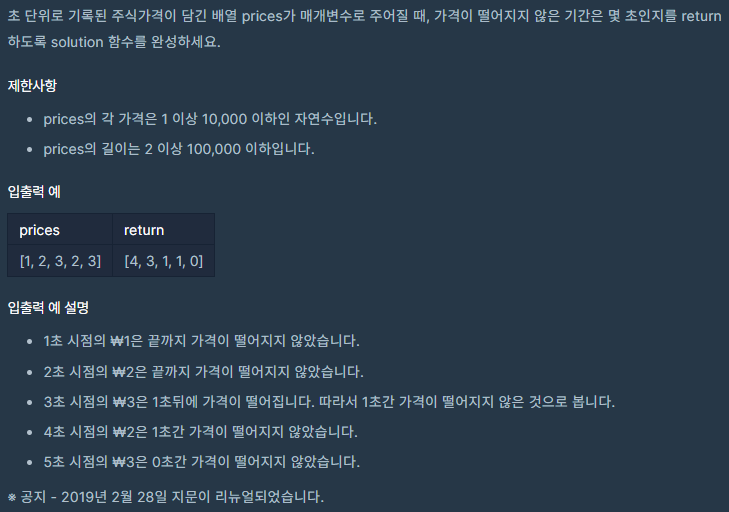 초 단위로 기록된 주식가격이 담긴 배열 prices가 매개변수로 주어질 때, 가격이 떨어지지 않은 기간은 몇 초인지를 return
하도록 solution 함수를 완성하세요.
제한사항
• prices의 각 가격은 1 이상 10,000 이하인 자연수입니다.
• prices의 길이는 2 이상 100,000 이하입니다.
입출력 예
prices return
[1, 2, 3, 2, 3] [4, 3, 1, 1, 0]
입출력 예 설명
• 1초 시점의 ₩1은 끝까지 가격이 떨어지지 않았습니다.
• 2초 시점의 ₩2은 끝까지 가격이 떨어지지 않았습니다.
• 3초 시점의 ₩3은 1초뒤에 가격이 떨어집니다. 따라서 1초간 가격이 떨어지지 않은 것으로 봅니다.
• 4초 시점의 ₩2은 1초간 가격이 떨어지지 않았습니다.
• 5초 시점의 ₩3은 0초간 가격이 떨어지지 않았습니다.
※ 공지 - 2019년 2월 28일 지문이 리뉴얼되었습니다.